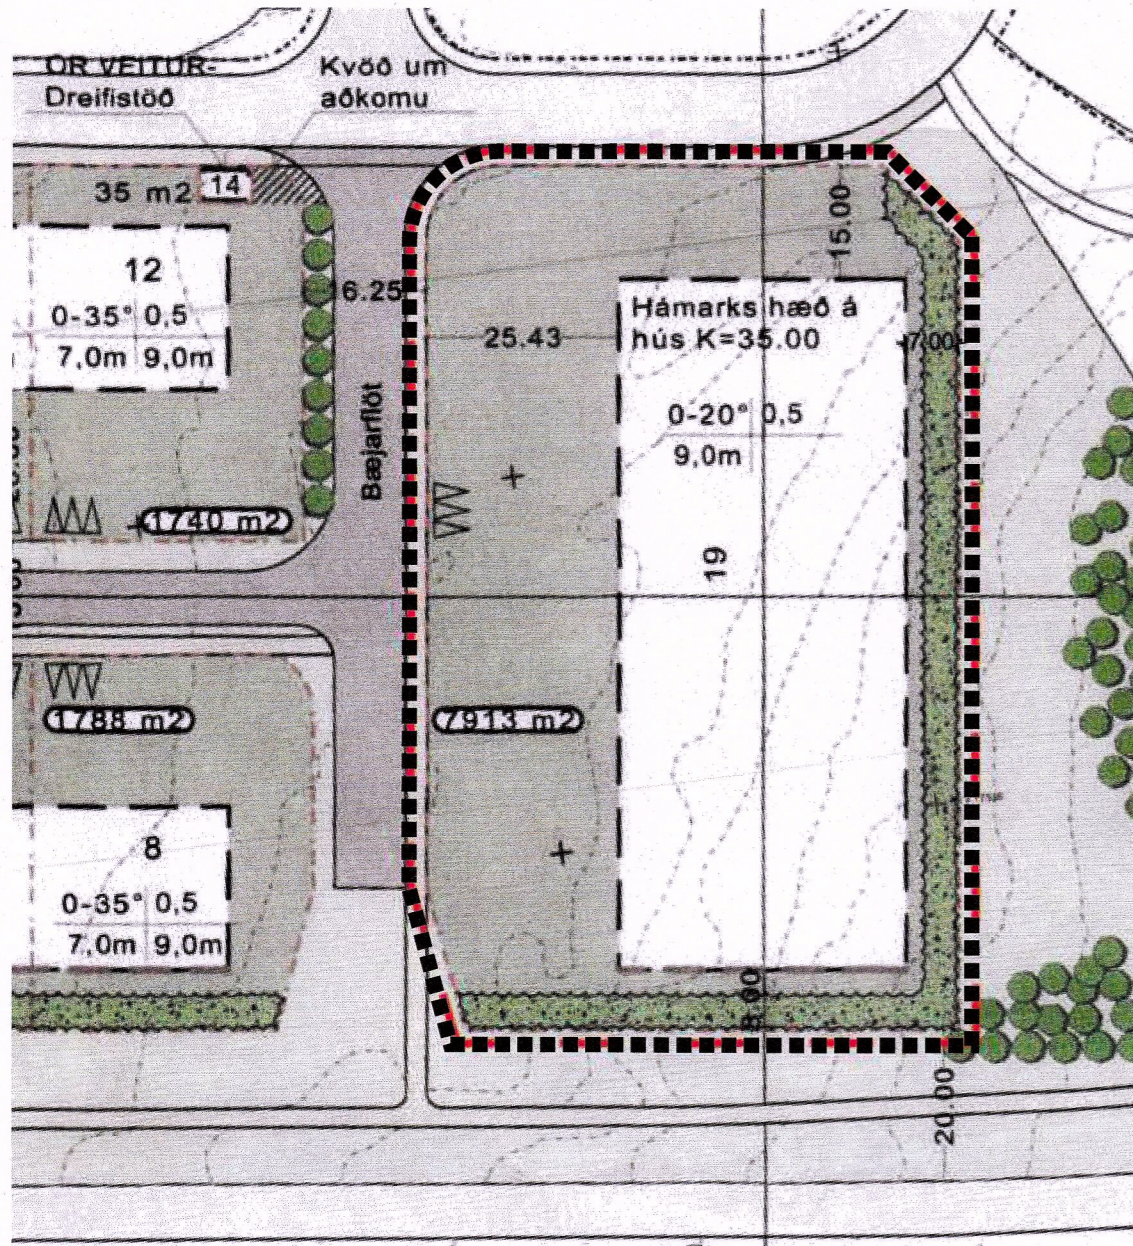 OR VEITUR-
Dreifistöð
Kvöð um
aðkomu
35 m2
14
12
0-35° 0,5
7,0m 9,0m
6.25
Bæjarflöt
1740 m2
15.00
25.43
Hámarks hæð á
hús K=35.00
7.00
0-20° 0,5
9,0m
19
1788 m2
7913 m2
8
0-35° 0,5
7,0m 9,0m
8.00
20.00